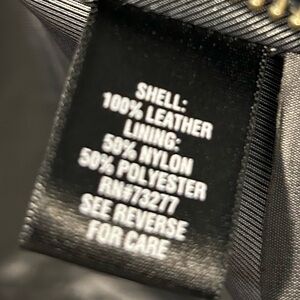 SHELL:
100% LEATHER
LINING:
50% NYLON
50% POLYESTER
RN#73277
SEE REVERSE
FOR CARE